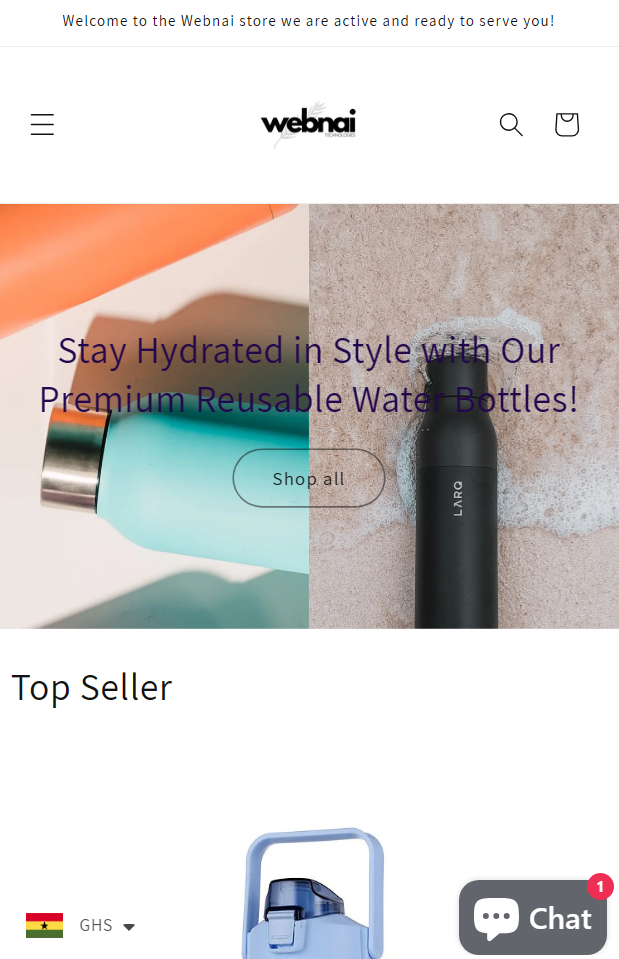 Welcome to the Webnai store we are active and ready to serve you!
webnai
TECHNOLOGIES
Stay Hydrated in Style with Our
Premium Reusable Water Bottles!
Shop all
LARQ
Top Seller
GHS
1
Chat